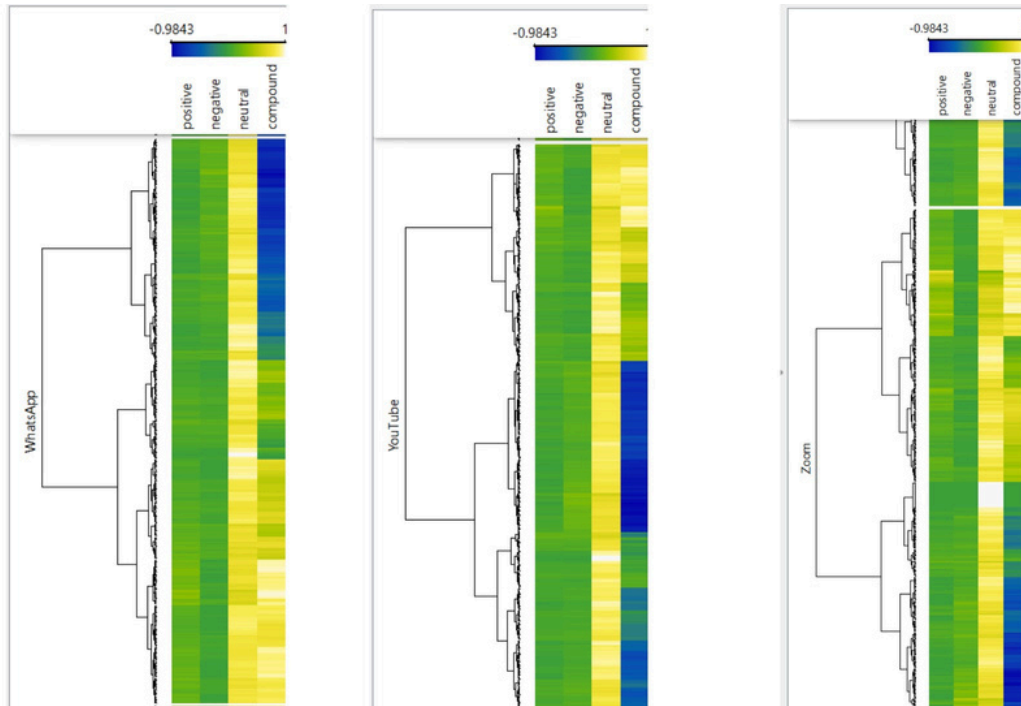 -0.9843 1
positive
negative
neutral
compound
WhatsApp
-0.9843
positive
negative
neutral
compound
YouTube
-0.9843
positive
negative
neutral
compound
Zoom